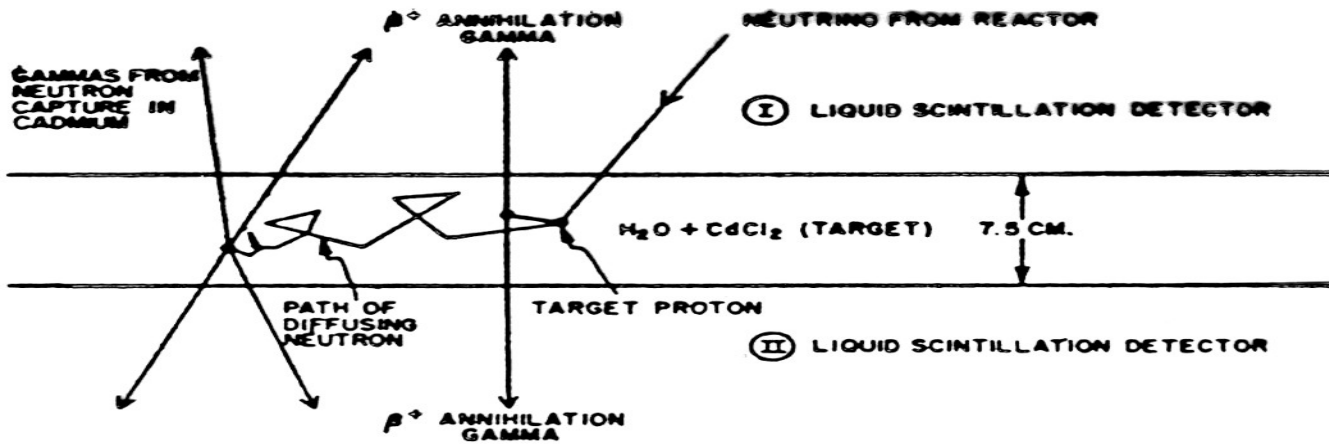 β⁺ ANNIHILATION
GAMMA
NEUTRINO FROM REACTOR
GAMMAS FROM
NEUTRON
CAPTURE IN
CADMIUM
Ⓘ LIQUID SCINTILLATION DETECTOR
H₂O + CdCl₂ (TARGET) 7.5 CM.
PATH OF
DIFFUSING
NEUTRON
TARGET PROTON
Ⓘⓘ LIQUID SCINTILLATION DETECTOR
β⁺ ANNIHILATION
GAMMA